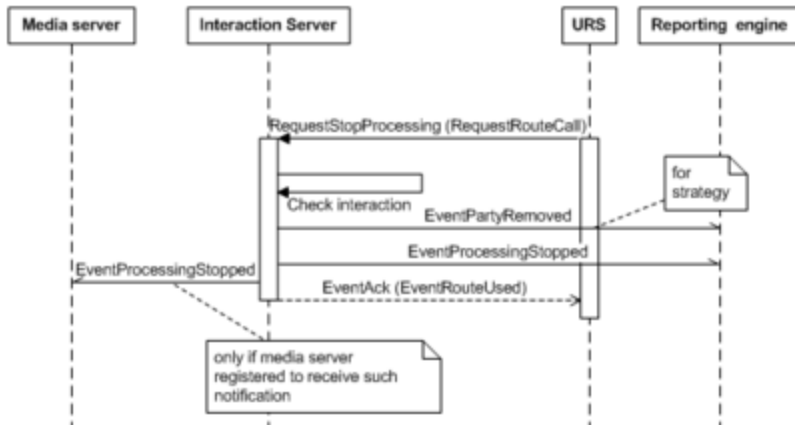 Media server
Interaction Server
URS
Reporting engine
RequestStopProcessing (RequestRouteCall)
for
strategy
Check interaction
EventPartyRemoved
EventProcessingStopped
EventProcessingStopped
EventAck (EventRouteUsed)
only if media server
registered to receive such
notification